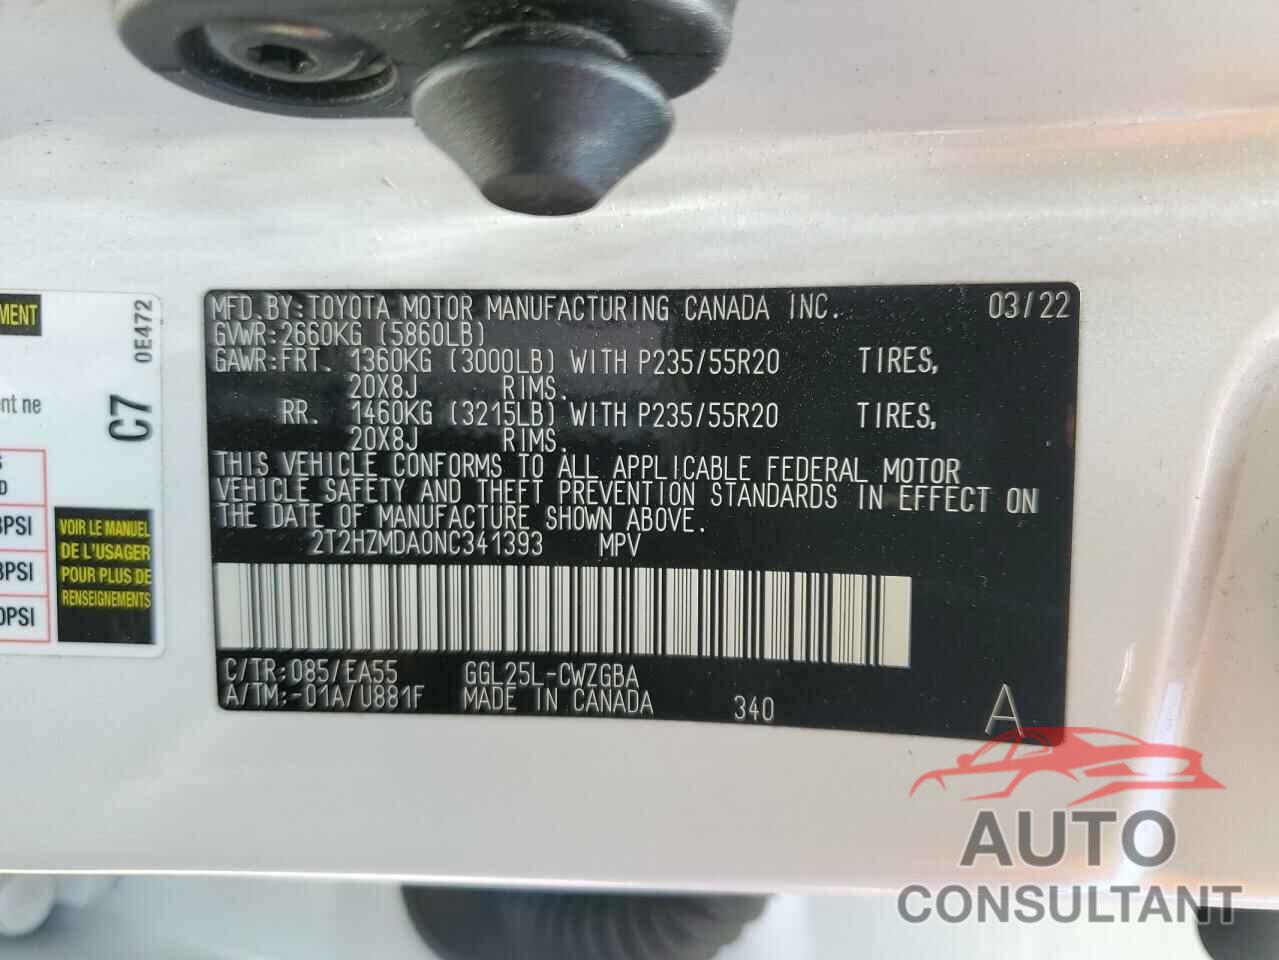 MFD.BY:TOYOTA MOTOR MANUFACTURING CANADA INC. 03/22
GVWR:2660KG (5860LB)
GAWR:FRT. 1360KG (3000LB) WITH P235/55R20 TIRES,
20X8J RIMS.
RR. 1460KG (3215LB) WITH P235/55R20 TIRES,
20X8J RIMS.
THIS VEHICLE CONFORMS TO ALL APPLICABLE FEDERAL MOTOR
VEHICLE SAFETY AND THEFT PREVENTION STANDARDS IN EFFECT ON
THE DATE OF MANUFACTURE SHOWN ABOVE.
2T2HZMDA0NC341393 MPV
C/TR:085/EA55 GGL25L-CWZGBA
A/TM:-01A/U881F MADE IN CANADA 340 A
MENT
0E472
C7
ent ne
D
PSI
PSI
PSI
VOIR LE MANUEL
DE L'USAGER
POUR PLUS DE
RENSEIGNEMENTS
AUTO
CONSULTANT